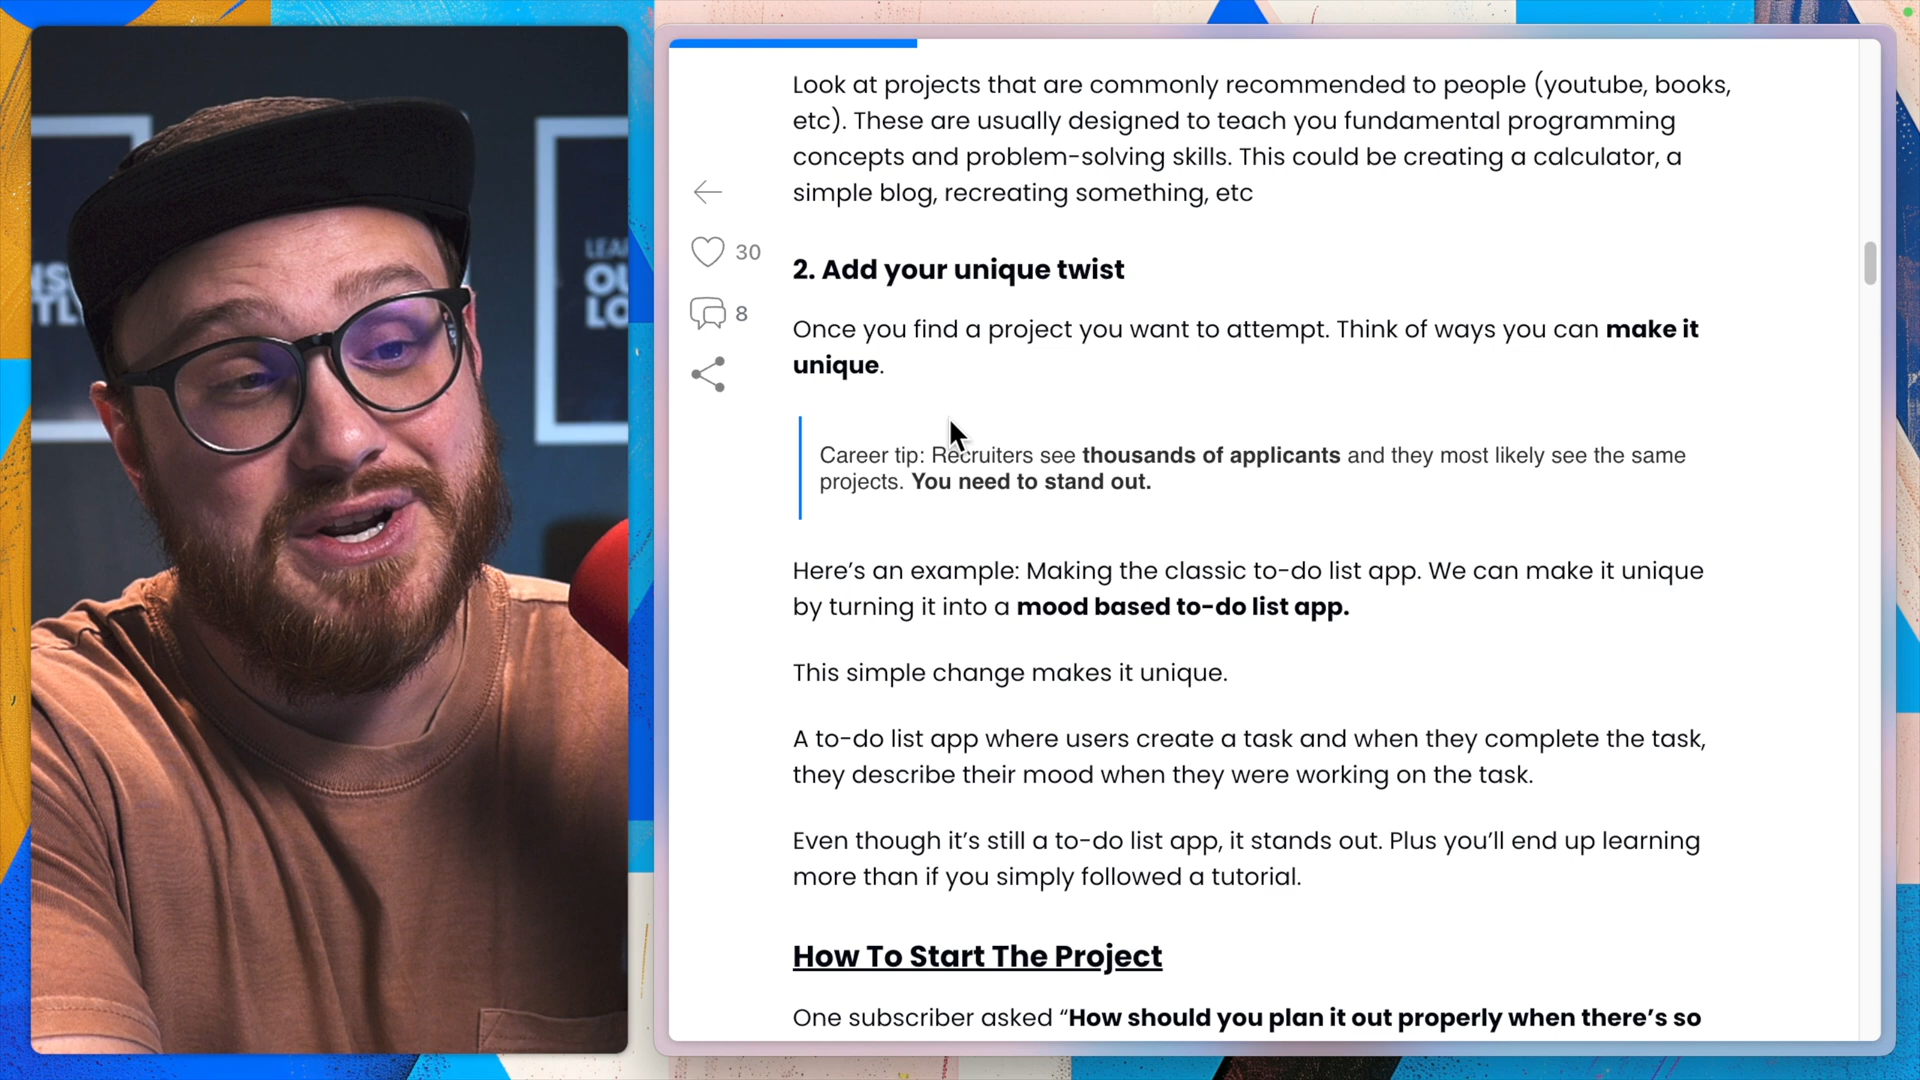 Look at projects that are commonly recommended to people (youtube, books,
etc). These are usually designed to teach you fundamental programming
concepts and problem-solving skills. This could be creating a calculator, a
simple blog, recreating something, etc
30
2. Add your unique twist
8
Once you find a project you want to attempt. Think of ways you can make it
unique.
Career tip: Recruiters see thousands of applicants and they most likely see the same
projects. You need to stand out.
Here’s an example: Making the classic to-do list app. We can make it unique
by turning it into a mood based to-do list app.
This simple change makes it unique.
A to-do list app where users create a task and when they complete the task,
they describe their mood when they were working on the task.
Even though it’s still a to-do list app, it stands out. Plus you’ll end up learning
more than if you simply followed a tutorial.
How To Start The Project
One subscriber asked “How should you plan it out properly when there’s so